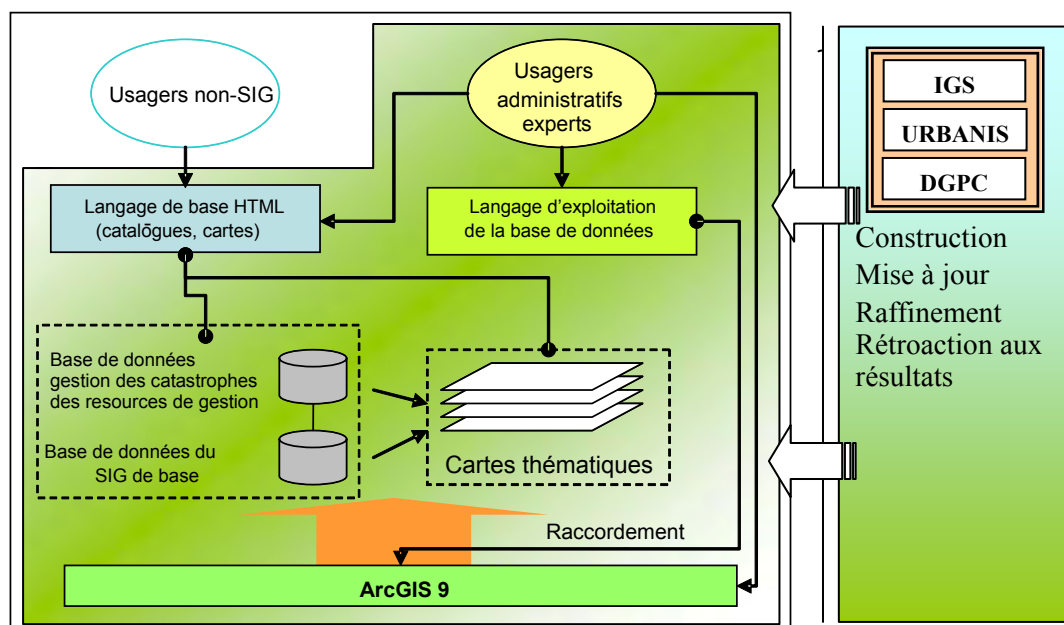 Usagers non-SIG
Usagers
administratifs
experts
Langage de base HTML
(catalõgues, cartes)
Langage d'exploitation
de la base de données
Base de données
gestion des catastrophes
des resources de gestion
Base de données du
SIG de base
Cartes thématiques
Raccordement
ArcGIS 9
IGS
URBANIS
DGPC
Construction
Mise à jour
Raffinement
Rétroaction aux
résultats